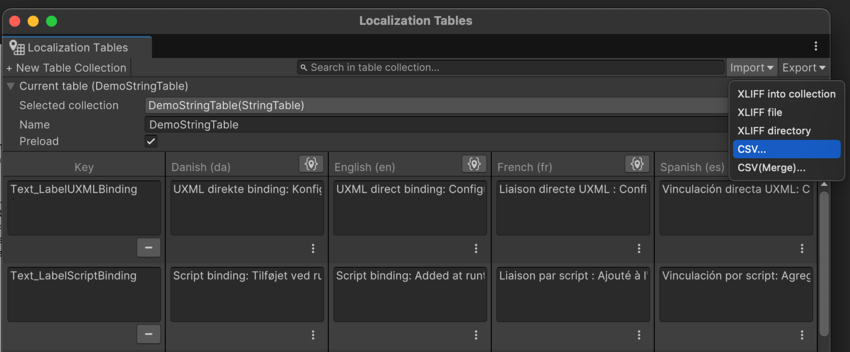 Localization Tables
Localization Tables
+ New Table Collection
Search in table collection...
Import
Export
Current table (DemoStringTable)
Selected collection
DemoStringTable(StringTable)
Name
DemoStringTable
Preload
XLIFF into collection
XLIFF file
XLIFF directory
CSV...
CSV(Merge)...
Key
Danish (da)
English (en)
French (fr)
Spanish (es)
Text_LabelUXMLBinding
UXML direkte binding: Konfig
UXML direct binding: Config
Liaison directe UXML : Confi
Vinculación directa UXML: C
Text_LabelScriptBinding
Script binding: Tilføjet ved ru
Script binding: Added at runt
Liaison par script : Ajouté à l'
Vinculación por script: Agreg